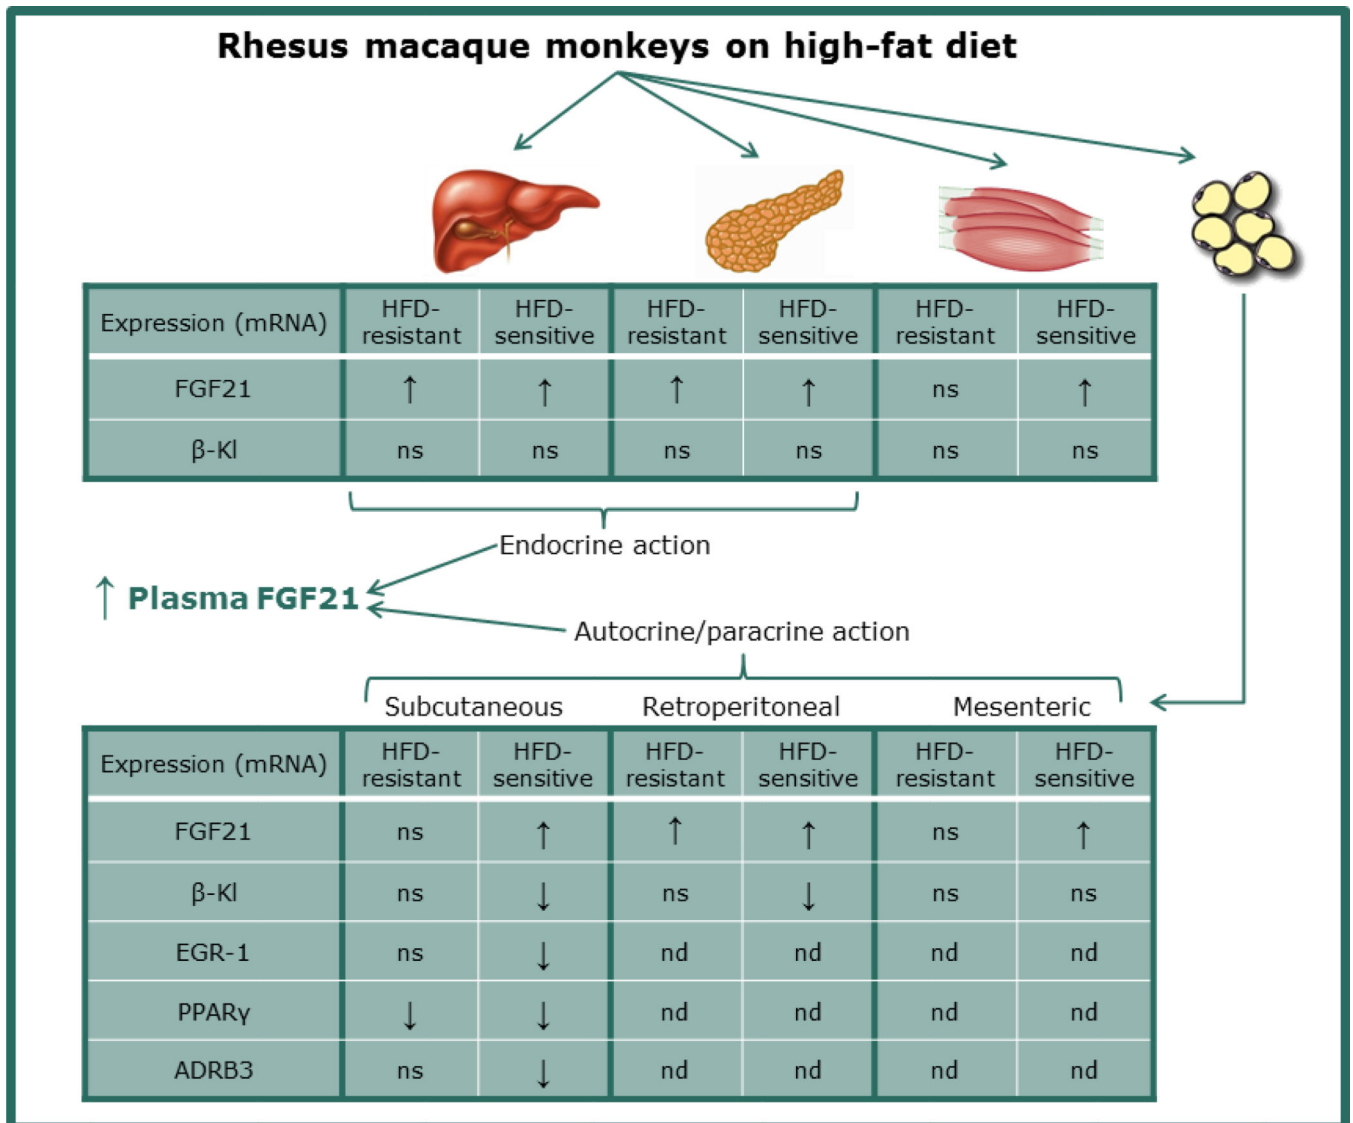 Rhesus macaque monkeys on high-fat diet
Expression (mRNA) HFD-resistant HFD-sensitive HFD-resistant HFD-sensitive HFD-resistant HFD-sensitive
FGF21 ↑ ↑ ↑ ↑ ns ↑
β-Kl ns ns ns ns ns ns
Endocrine action
↑ Plasma FGF21
Autocrine/paracrine action
Subcutaneous Retroperitoneal Mesenteric
Expression (mRNA) HFD-resistant HFD-sensitive HFD-resistant HFD-sensitive HFD-resistant HFD-sensitive
FGF21 ns ↑ ↑ ↑ ns ↑
β-Kl ns ↓ ns ↓ ns ns
EGR-1 ns ↓ nd nd nd nd
PPARγ ↓ ↓ nd nd nd nd
ADRB3 ns ↓ nd nd nd nd